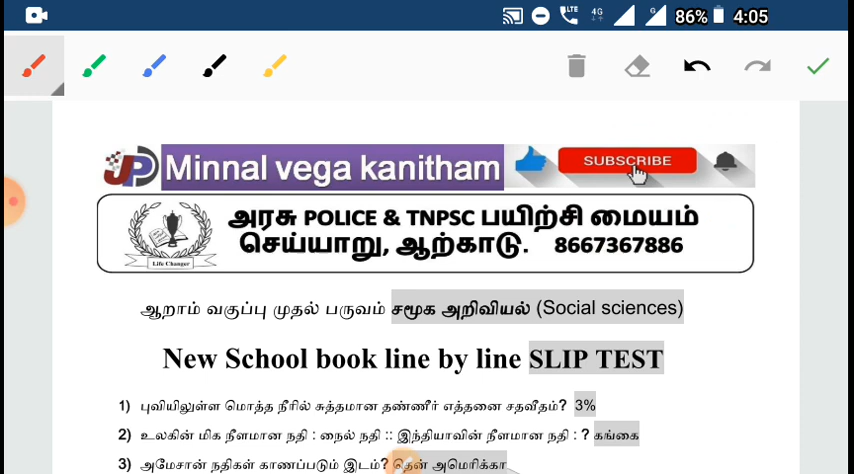 LTE 4G G 86% 4:05
JP Minnal vega kanitham SUBSCRIBE
அரசு POLICE & TNPSC பயிற்சி மையம்
செய்யாறு, ஆற்காடு. 8667367886
Life Changer
ஆறாம் வகுப்பு முதல் பருவம் சமூக அறிவியல் (Social sciences)
New School book line by line SLIP TEST
1) புவியிலுள்ள மொத்த நீரில் சுத்தமான தண்ணீர் எத்தனை சதவீதம்? 3%
2) உலகின் மிக நீளமான நதி : நைல் நதி :: இந்தியாவின் நீளமான நதி : ? கங்கை
3) அமேசான் நதிகள் காணப்படும் இடம்? தென் அமெரிக்கா